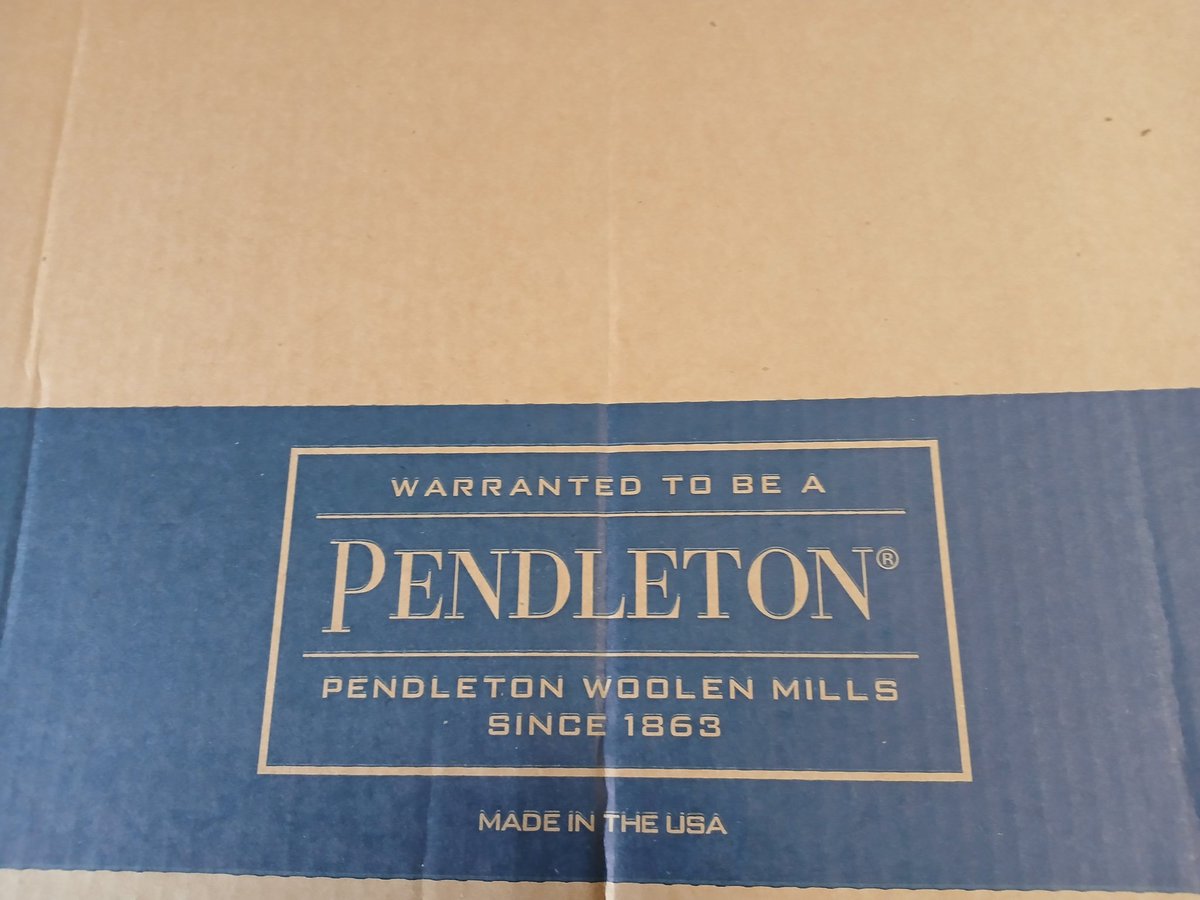 WARRANTED TO BE A
PENDLETON®
PENDLETON WOOLEN MILLS
SINCE 1863
MADE IN THE USA